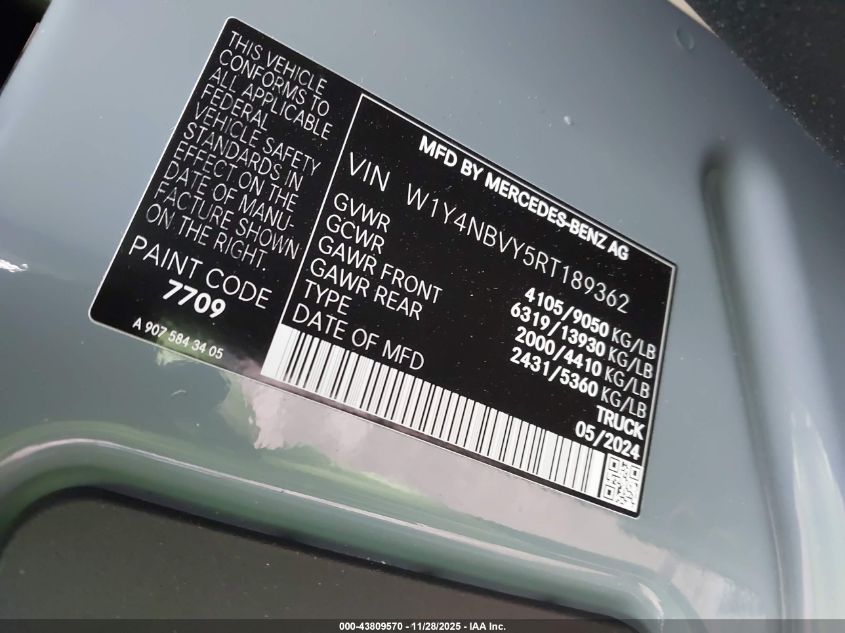 THIS VEHICLE
CONFORMS TO
ALL APPLICABLE
FEDERAL
VEHICLE SAFETY
STANDARDS IN
EFFECT ON THE
DATE OF MANU-
FACTURE SHOWN
ON THE RIGHT.
PAINT CODE
7709
A 907 584 34 05
MFD BY MERCEDES-BENZ AG
VIN W1Y4NBVY5RT189362
GVWR 4105/9050 KG/LB
GCWR 6319/13930 KG/LB
GAWR FRONT 2000/4410 KG/LB
GAWR REAR 2431/5360 KG/LB
TYPE TRUCK
DATE OF MFD 05/2024
000-43809570 - 11/28/2025 - IAA Inc.